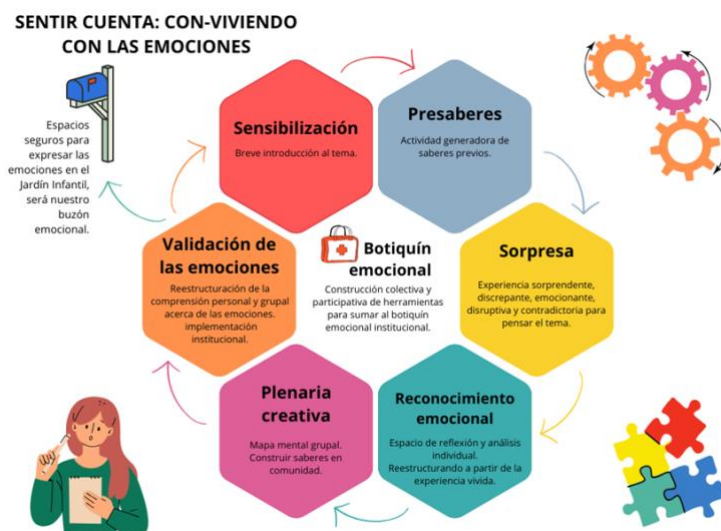 SENTIR CUENTA: CON-VIVIENDO
CON LAS EMOCIONES
Espacios
seguros para
expresar las
emociones en el
Jardín Infantil,
será nuestro
buzón
emocional.
Sensibilización
Breve introducción al tema.
Presaberes
Actividad generadora de
saberes previos.
Sorpresa
Experiencia sorprendente,
discrepante, emocionante,
disruptiva y contradictoria para
pensar el tema.
Reconocimiento
emocional
Espacio de reflexión y análisis
individual.
Reestructurando a partir de la
experiencia vivida.
Plenaria
creativa
Mapa mental grupal.
Construir saberes en
comunidad.
Validación de
las emociones
Reestructuración de la
comprensión personal y grupal
acerca de las emociones.
implementación
institucional.
Botiquín
emocional
Construcción colectiva y
participativa de herramientas
para sumar al botiquín
emocional institucional.